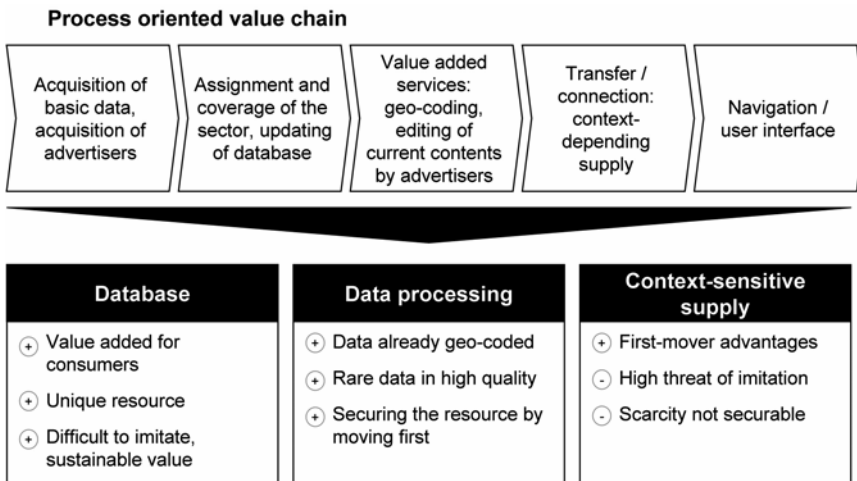 Process oriented value chain
Acquisition of
basic data,
acquisition of
advertisers
Assignment and
coverage of the
sector, updating
of database
Value added
services:
geo-coding,
editing of
current contents
by advertisers
Transfer /
connection:
context-
depending
supply
Navigation /
user interface
Database
+ Value added for
consumers
+ Unique resource
+ Difficult to imitate,
sustainable value
Data processing
+ Data already geo-coded
+ Rare data in high quality
+ Securing the resource by
moving first
Context-sensitive
supply
+ First-mover advantages
- High threat of imitation
- Scarcity not securable